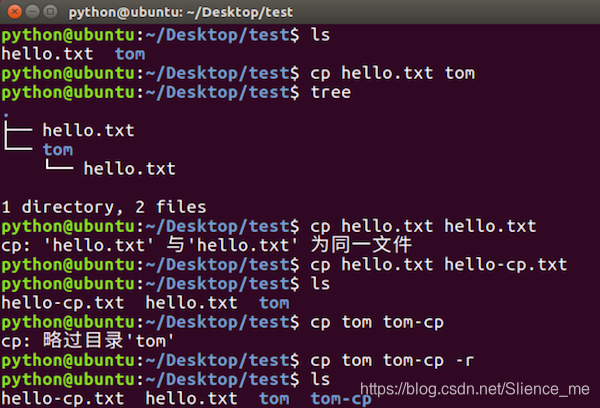 python@ubuntu: ~/Desktop/test
python@ubuntu:~/Desktop/test$ ls
hello.txt  tom
python@ubuntu:~/Desktop/test$ cp hello.txt tom
python@ubuntu:~/Desktop/test$ tree
.
├── hello.txt
└── tom
    └── hello.txt
1 directory, 2 files
python@ubuntu:~/Desktop/test$ cp hello.txt hello.txt
cp: 'hello.txt' 与'hello.txt' 为同一文件
python@ubuntu:~/Desktop/test$ cp hello.txt hello-cp.txt
python@ubuntu:~/Desktop/test$ ls
hello-cp.txt  hello.txt  tom
python@ubuntu:~/Desktop/test$ cp tom tom-cp
cp: 略过目录'tom'
python@ubuntu:~/Desktop/test$ cp tom tom-cp -r
python@ubuntu:~/Desktop/test$ ls
hello-cp.txt  hello.txt  tom  tom-cp
https://blog.csdn.net/Slience_me